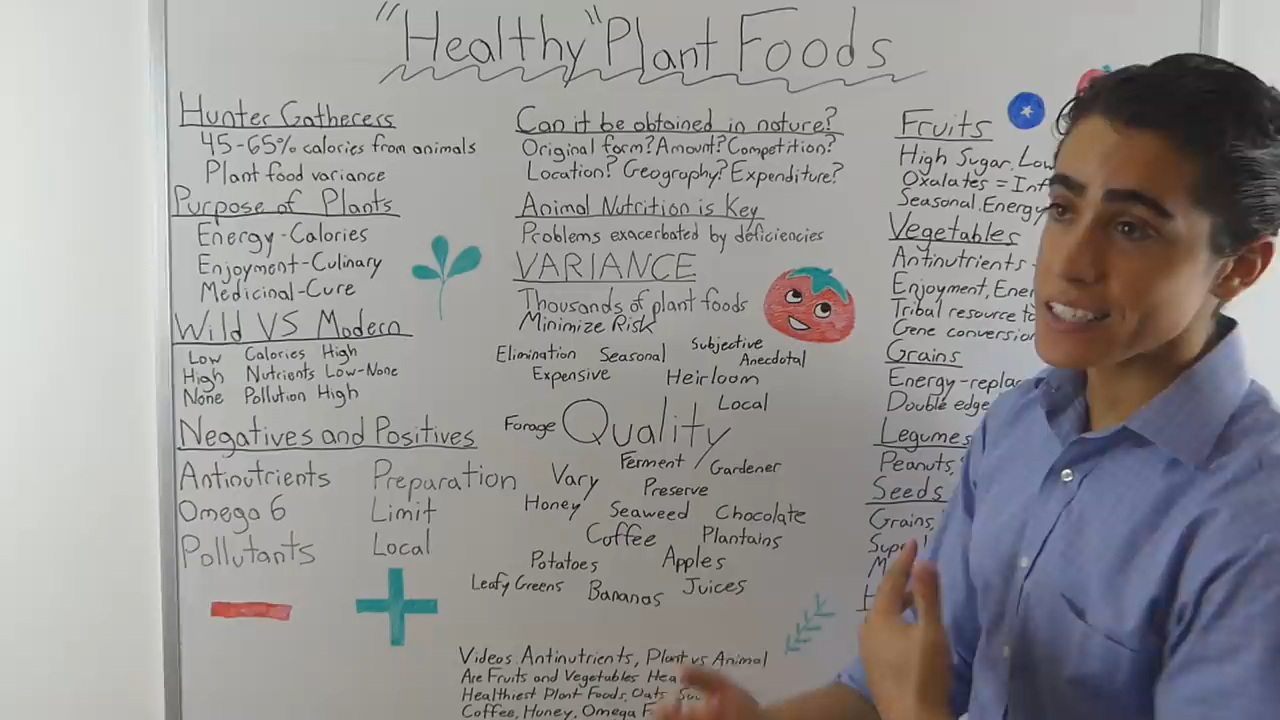 "Healthy" Plant Foods
Hunter Gatherers
45-65% calories from animals
Plant food variance
Purpose of Plants
Energy-Calories
Enjoyment-Culinary
Medicinal-Cure
Wild VS Modern
Low Calories High
High Nutrients Low-None
None Pollution High
Negatives and Positives
Antinutrients Preparation
Omega 6 Limit
Pollutants Local
Can it be obtained in nature?
Original form? Amount? Competition?
Location? Geography? Expenditure?
Animal Nutrition is Key
Problems exacerbated by deficiencies
VARIANCE
Thousands of plant foods
Minimize Risk
Elimination Seasonal Subjective
Anecdotal
Expensive Heirloom
Local
Forage Quality
Ferment Gardener
Vary Preserve
Honey Seaweed Chocolate
Coffee Plantains
Potatoes Apples
Leafy Greens Bananas Juices
Videos Antinutrients, Plant vs Animal
Are Fruits and Vegetables
Healthiest Plant Foods, Oats
Coffee, Honey, Omega
Fruits
High Sugar. Low
Oxalates =
Seasonal. Energy
Vegetables
Antinutrients -
Enjoyment,
Tribal resource
Gene conversion
Grains
Energy-
Double edge
Legumes
Peanuts,
Seeds
Grains,